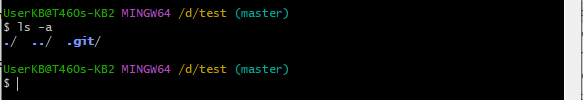 UserKB@T460s-KB2 MINGW64 /d/test (master)
$ ls -a
./  ../  .git/
UserKB@T460s-KB2 MINGW64 /d/test (master)
$